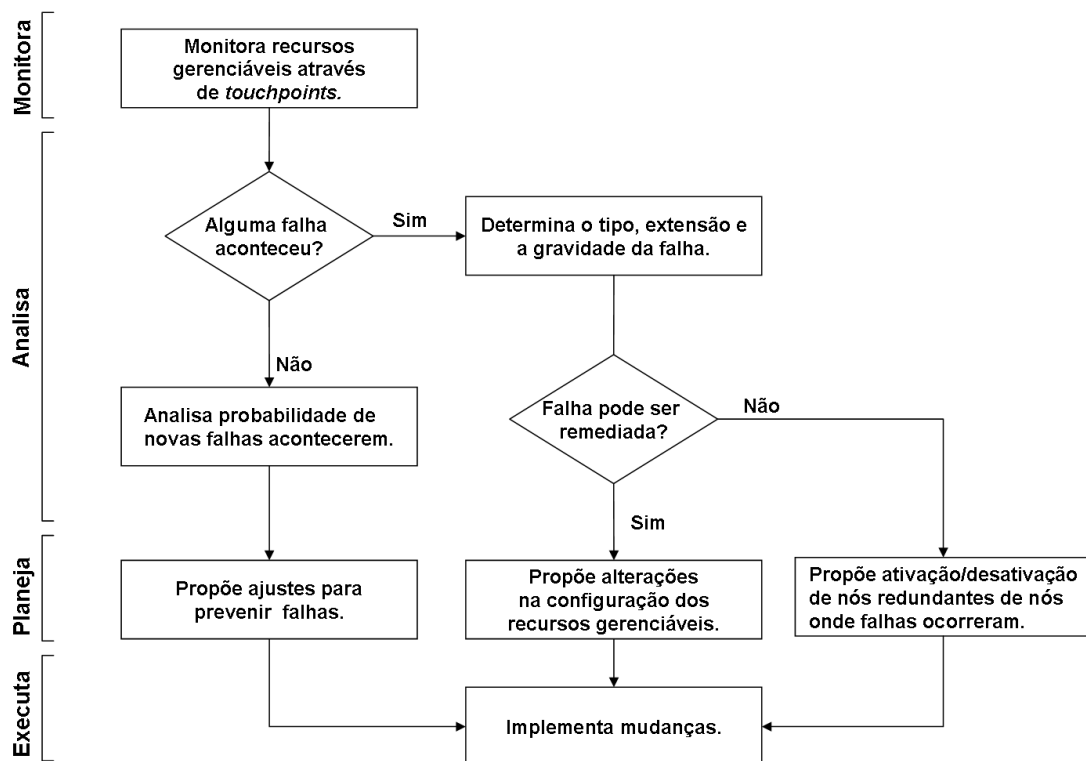 Monitora
Monitora recursos
gerenciáveis através
de touchpoints.
Analisa
Alguma falha
aconteceu?
Sim
Determina o tipo, extensão e
a gravidade da falha.
Não
Analisa probabilidade de
novas falhas acontecerem.
Falha pode ser
remediada?
Não
Sim
Planeja
Propõe ajustes para
prevenir falhas.
Propõe alterações
na configuração dos
recursos gerenciáveis.
Propõe ativação/desativação
de nós redundantes de nós
onde falhas ocorreram.
Executa
Implementa mudanças.